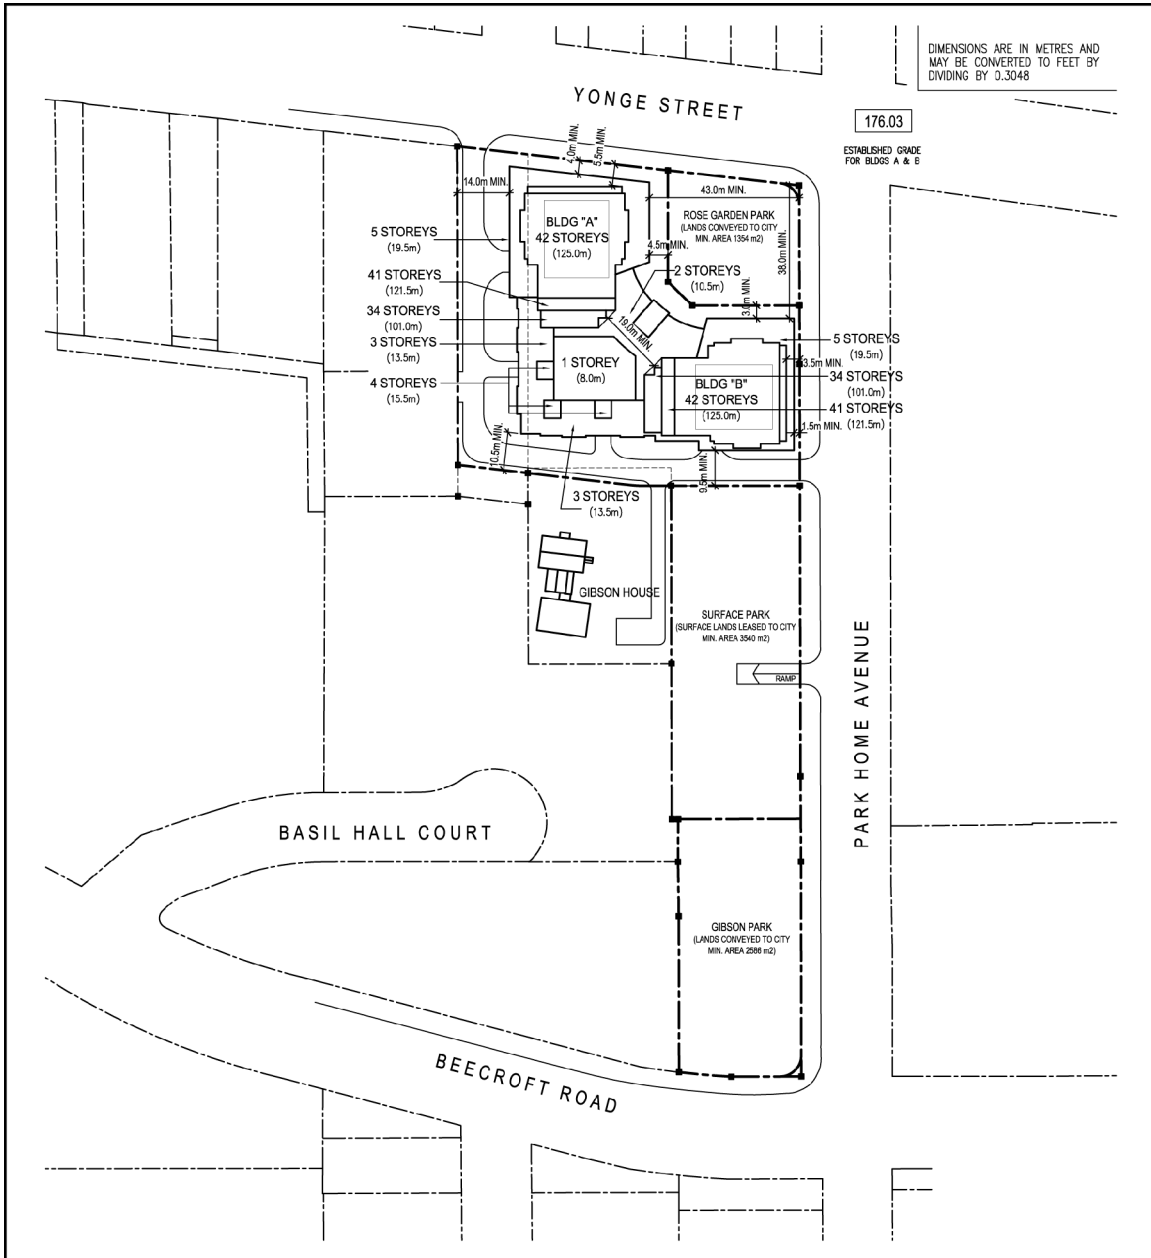 DIMENSIONS ARE IN METRES AND
MAY BE CONVERTED TO FEET BY
DIVIDING BY 0.3048
YONGE STREET
176.03
ESTABLISHED GRADE
FOR BLDGS A & B
4.0m MIN.
5.5m MIN.
14.0m MIN.
43.0m MIN.
BLDG "A"
42 STOREYS
(125.0m)
ROSE GARDEN PARK
(LANDS CONVEYED TO CITY
MIN. AREA 1354 m2)
5 STOREYS
(19.5m)
4.5m MIN.
38.0m MIN.
41 STOREYS
(121.5m)
2 STOREYS
(10.5m)
34 STOREYS
(101.0m)
3.0m MIN.
19.0m MIN.
3 STOREYS
(13.5m)
5 STOREYS
(19.5m)
1 STOREY
(8.0m)
3.5m MIN.
4 STOREYS
(15.5m)
34 STOREYS
(101.0m)
BLDG "B"
42 STOREYS
(125.0m)
41 STOREYS
(121.5m)
1.5m MIN.
10.5m MIN.
9.5m MIN.
3 STOREYS
(13.5m)
GIBSON HOUSE
SURFACE PARK
(SURFACE LANDS LEASED TO CITY
MIN. AREA 3540 m2)
RAMP
PARK HOME AVENUE
BASIL HALL COURT
GIBSON PARK
(LANDS CONVEYED TO CITY
MIN. AREA 2586 m2)
BEECROFT ROAD